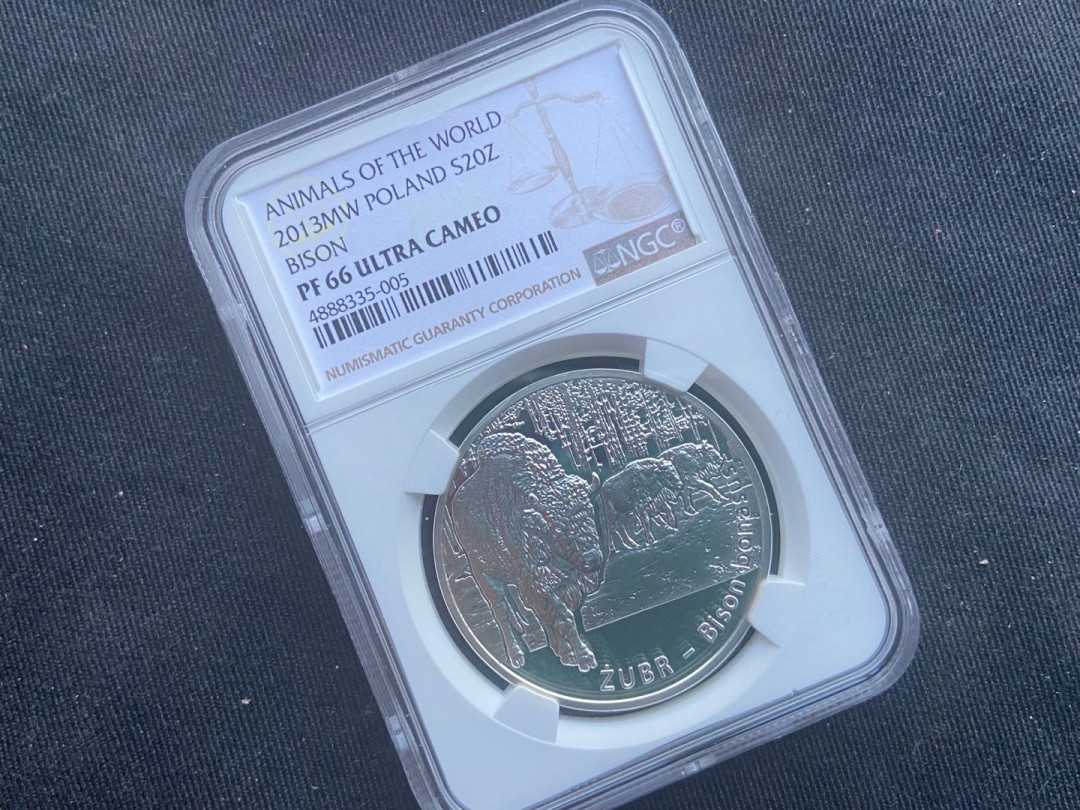 ANIMALS OF THE WORLD
2013MW POLAND S20Z
BISON
PF 66 ULTRA CAMEO
4888335-005
NUMISMATIC GUARANTY CORPORATION
NGC®
ŻUBR – Bison bonasus